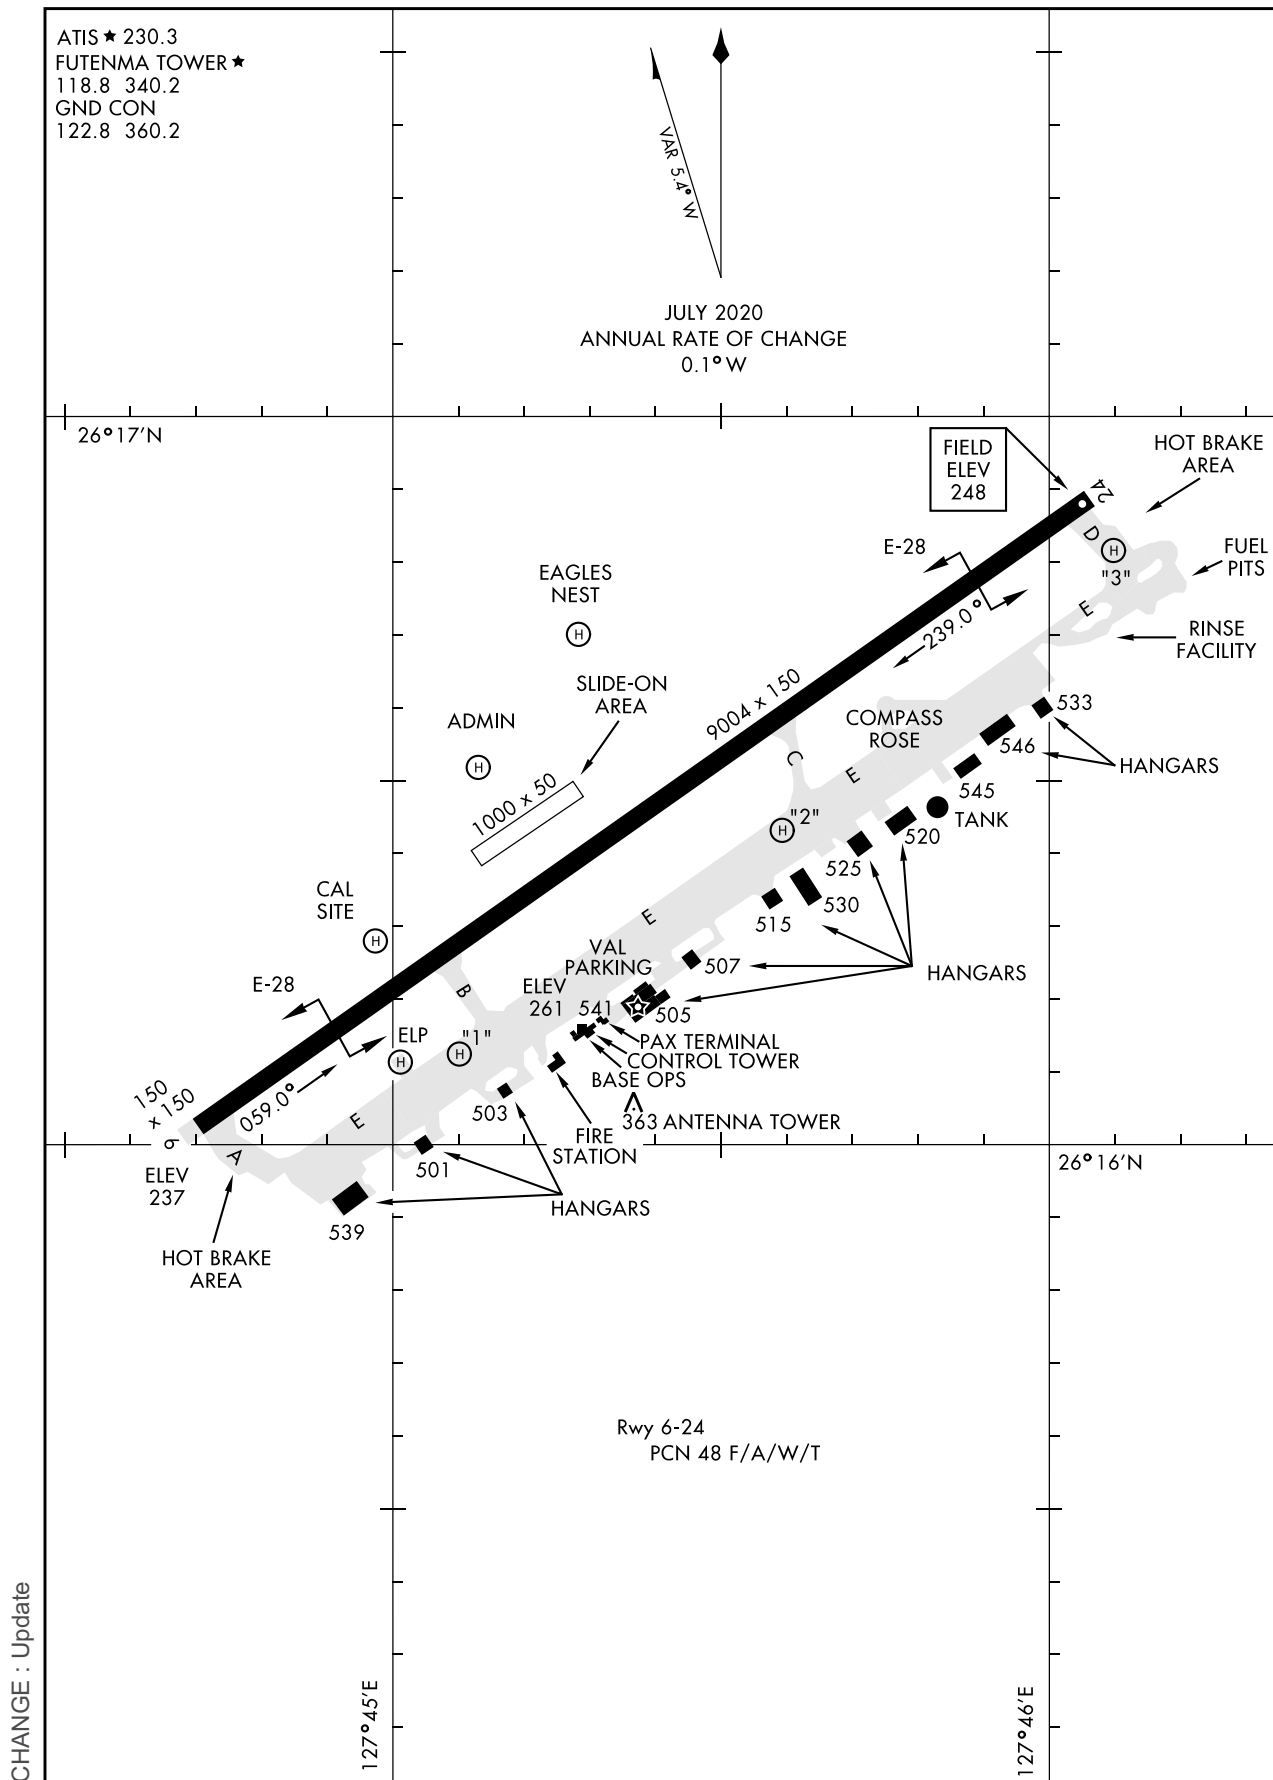 ATIS ★ 230.3
FUTENMA TOWER ★
118.8 340.2
GND CON
122.8 360.2
VAR 5.4° W
JULY 2020
ANNUAL RATE OF CHANGE
0.1° W
26°17'N
FIELD
ELEV
248
24
HOT BRAKE
AREA
D
H
"3"
FUEL
PITS
E-28
E
RINSE
FACILITY
239.0°
EAGLES
NEST
H
SLIDE-ON
AREA
ADMIN
H
1000 x 50
9004 x 150
COMPASS
ROSE
C
E
533
546
HANGARS
545
TANK
520
"2"
H
525
530
515
CAL
SITE
H
E
VAL
PARKING
507
HANGARS
ELEV
261
541
505
E-28
B
ELP
H
"1"
H
PAX TERMINAL
CONTROL TOWER
BASE OPS
363 ANTENNA TOWER
150
x 150
059.0°
E
503
FIRE
STATION
6
A
ELEV
237
501
26°16'N
HANGARS
539
HOT BRAKE
AREA
Rwy 6-24
PCN 48 F/A/W/T
127°45'E
127°46'E
CHANGE : Update